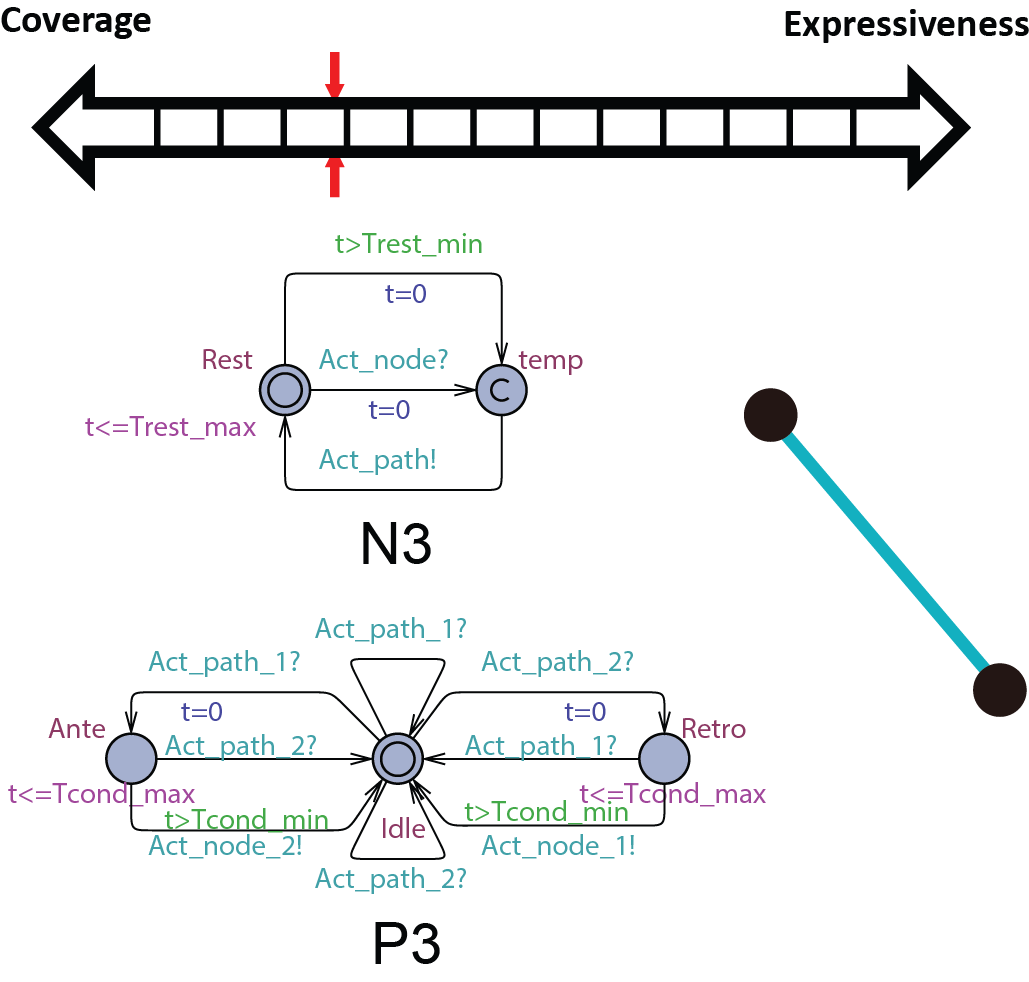 Coverage
Expressiveness
t>Trest_min
t=0
Rest
Act_node?
temp
C
t=0
t<=Trest_max
Act_path!
N3
Act_path_1?
Act_path_1?
Act_path_2?
t=0
t=0
Ante
Retro
Act_path_2?
Act_path_1?
t<=Tcond_max
t<=Tcond_max
t>Tcond_min
t>Tcond_min
Idle
Act_node_2!
Act_node_1!
Act_path_2?
P3